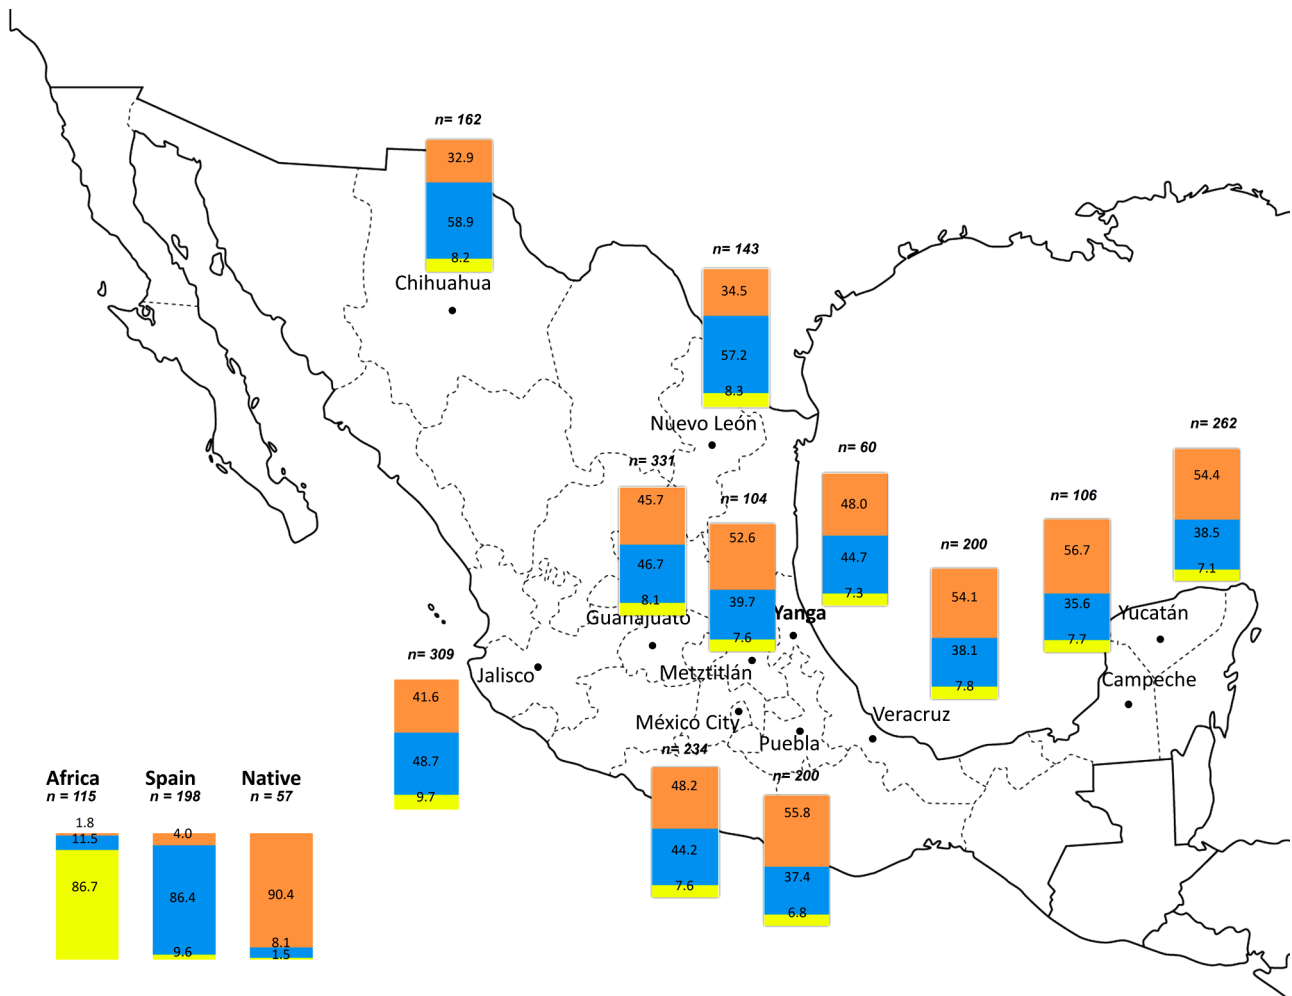 n= 162
32.9
58.9
8.2
Chihuahua
n= 143
34.5
57.2
8.3
Nuevo León
n= 331
45.7
46.7
8.1
Guanajuato
n= 104
52.6
39.7
7.6
Metztitlán
n= 60
48.0
44.7
7.3
Yanga
n= 200
54.1
38.1
7.8
Veracruz
n= 106
56.7
35.6
7.7
Campeche
n= 262
54.4
38.5
7.1
Yucatán
n= 309
41.6
48.7
9.7
Jalisco
México City
n= 234
48.2
44.2
7.6
Puebla
n= 200
55.8
37.4
6.8
Africa
n = 115
1.8
11.5
86.7
Spain
n = 198
4.0
86.4
9.6
Native
n = 57
90.4
8.1
1.5